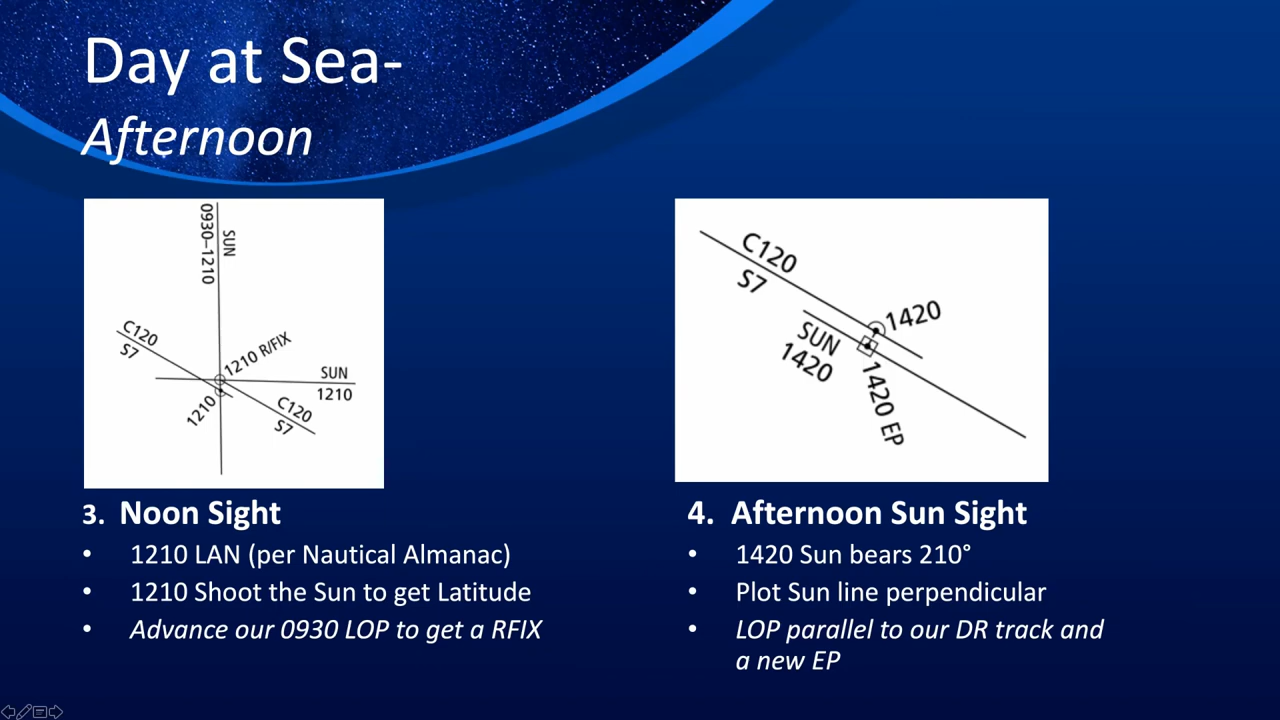 Day at Sea-
Afternoon
0930–1210
SUN
C120
S7
1210 R/FIX
SUN
1210
1210
C120
S7
3. Noon Sight
• 1210 LAN (per Nautical Almanac)
• 1210 Shoot the Sun to get Latitude
• Advance our 0930 LOP to get a RFIX
C120
S7
1420
SUN
1420
1420 EP
4. Afternoon Sun Sight
• 1420 Sun bears 210°
• Plot Sun line perpendicular
• LOP parallel to our DR track and
a new EP